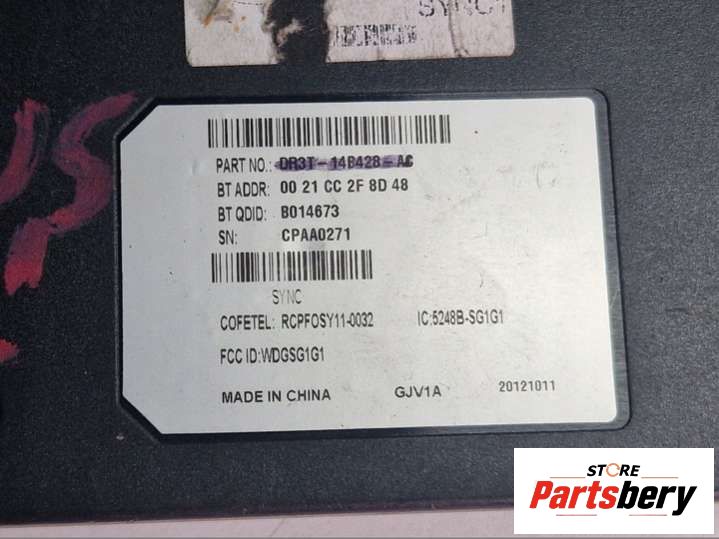 SYNC
PART NO.: DR3T-14B428-AC
BT ADDR: 00 21 CC 2F 8D 48
BT QDID: B014673
SN: CPAA0271
SYNC
COFETEL: RCPFOSY11-0032 IC:5248B-SG1G1
FCC ID:WDGSG1G1
MADE IN CHINA GJV1A 20121011
STORE
Partsbery